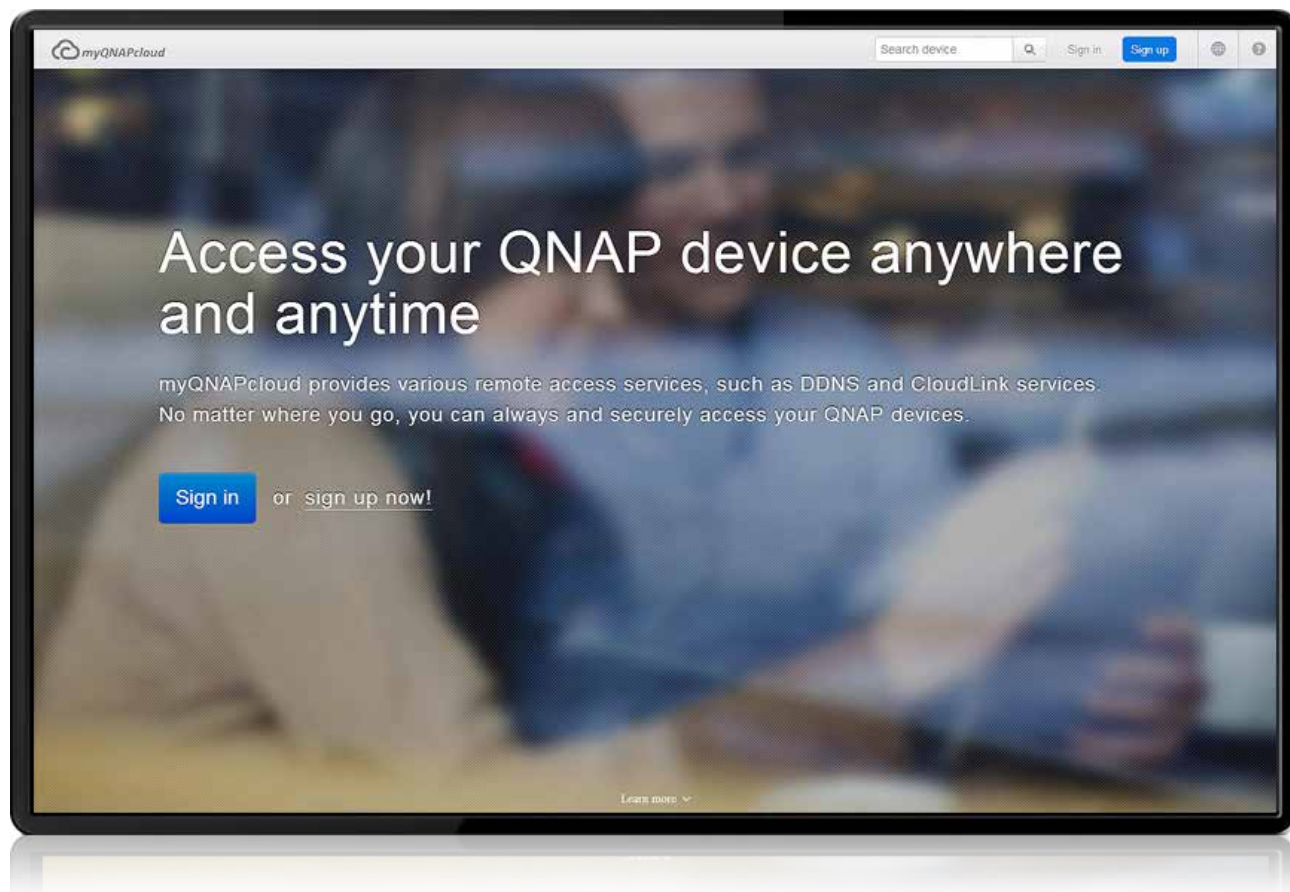 myQNAPcloud
Search device
Sign in
Sign up
Access your QNAP device anywhere
and anytime
myQNAPcloud provides various remote access services, such as DDNS and CloudLink services.
No matter where you go, you can always and securely access your QNAP devices.
Sign in or sign up now!
Learn more